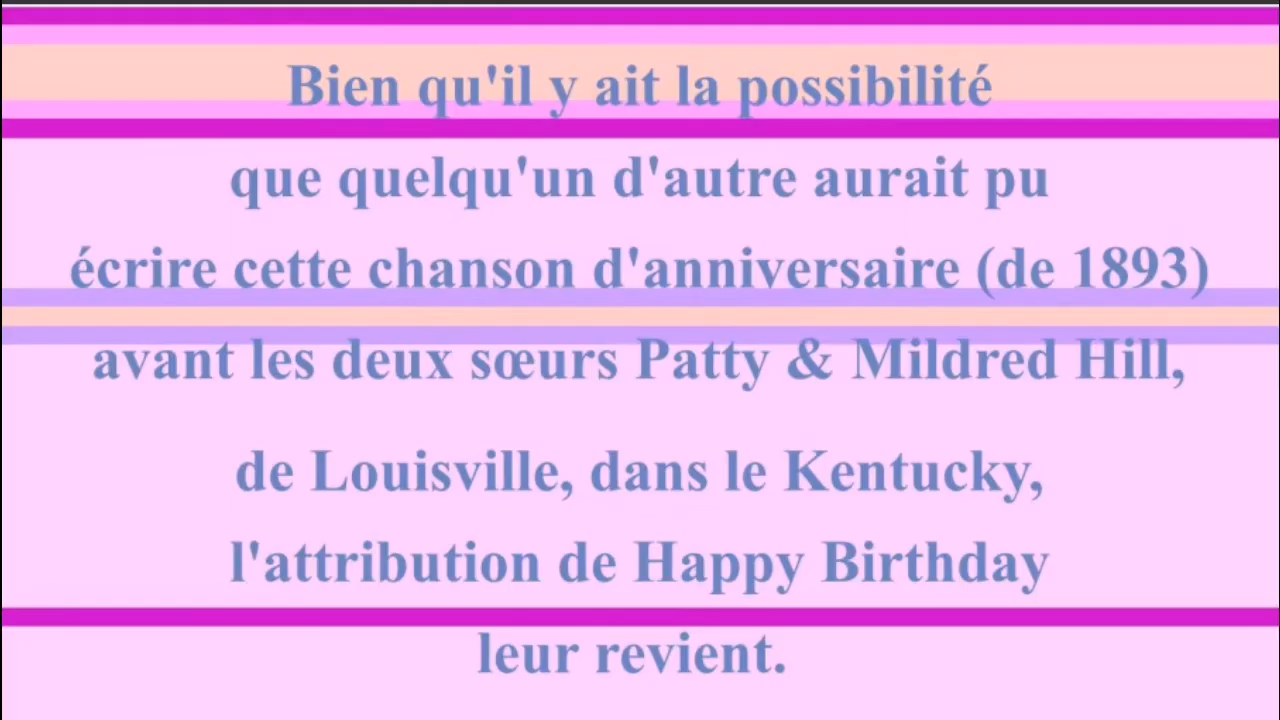 Bien qu'il y ait la possibilité
que quelqu'un d'autre aurait pu
écrire cette chanson d'anniversaire (de 1893)
avant les deux sœurs Patty & Mildred Hill,
de Louisville, dans le Kentucky,
l'attribution de Happy Birthday
leur revient.